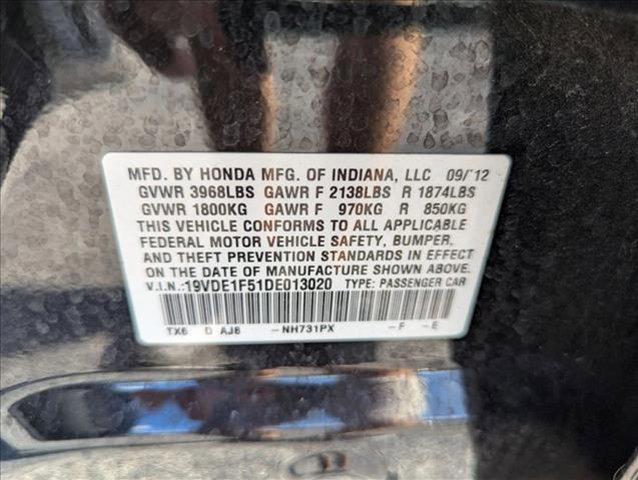 MFD. BY HONDA MFG. OF INDIANA, LLC 09/12
GVWR 3968LBS GAWR F 2138LBS R 1874LBS
GVWR 1800KG GAWR F 970KG R 850KG
THIS VEHICLE CONFORMS TO ALL APPLICABLE
FEDERAL MOTOR VEHICLE SAFETY, BUMPER,
AND THEFT PREVENTION STANDARDS IN EFFECT
ON THE DATE OF MANUFACTURE SHOWN ABOVE.
V.I.N.:19VDE1F51DE013020 TYPE: PASSENGER CAR
TX6 D AJ8 -NH731PX -F -E